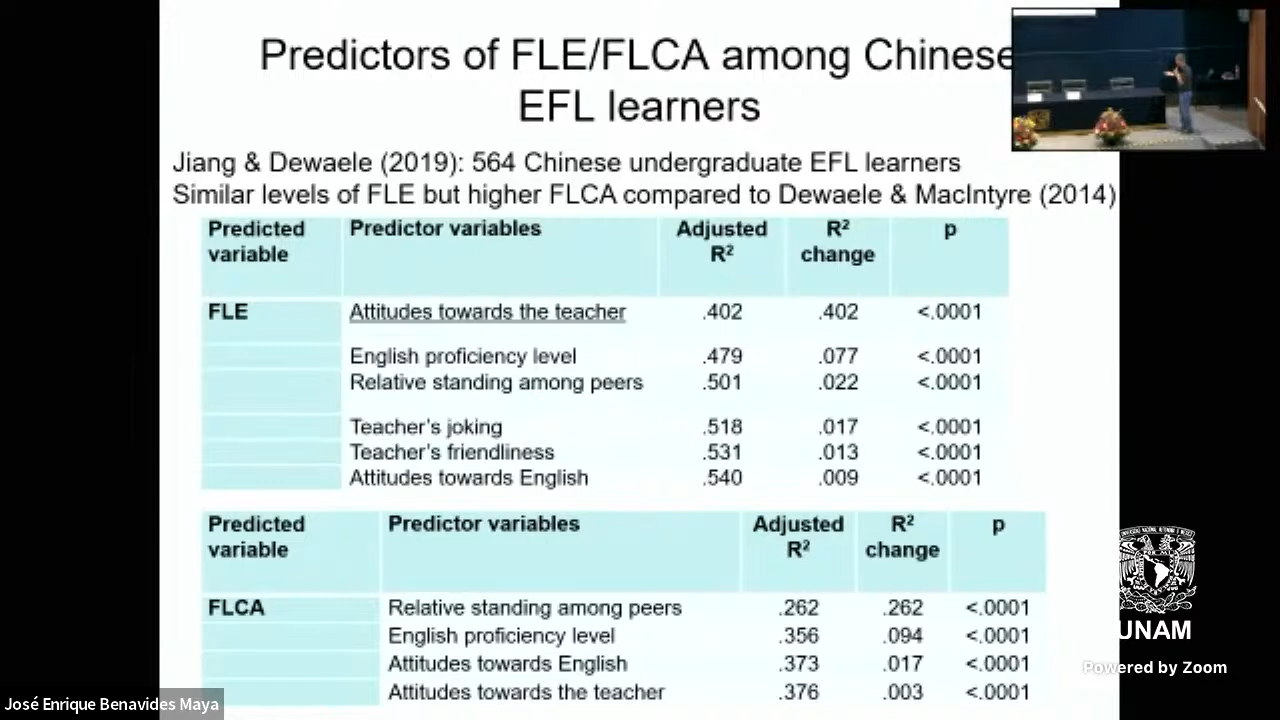 Predictors of FLE/FLCA among Chinese
EFL learners
Jiang & Dewaele (2019): 564 Chinese undergraduate EFL learners
Similar levels of FLE but higher FLCA compared to Dewaele & MacIntyre (2014)
Predicted variable Predictor variables Adjusted R² R² change p
FLE Attitudes towards the teacher .402 .402 <.0001
English proficiency level .479 .077 <.0001
Relative standing among peers .501 .022 <.0001
Teacher's joking .518 .017 <.0001
Teacher's friendliness .531 .013 <.0001
Attitudes towards English .540 .009 <.0001
Predicted variable Predictor variables Adjusted R² R² change p
FLCA Relative standing among peers .262 .262 <.0001
English proficiency level .356 .094 <.0001
Attitudes towards English .373 .017 <.0001
Attitudes towards the teacher .376 .003 <.0001
UNAM
Powered by Zoom
José Enrique Benavides Maya